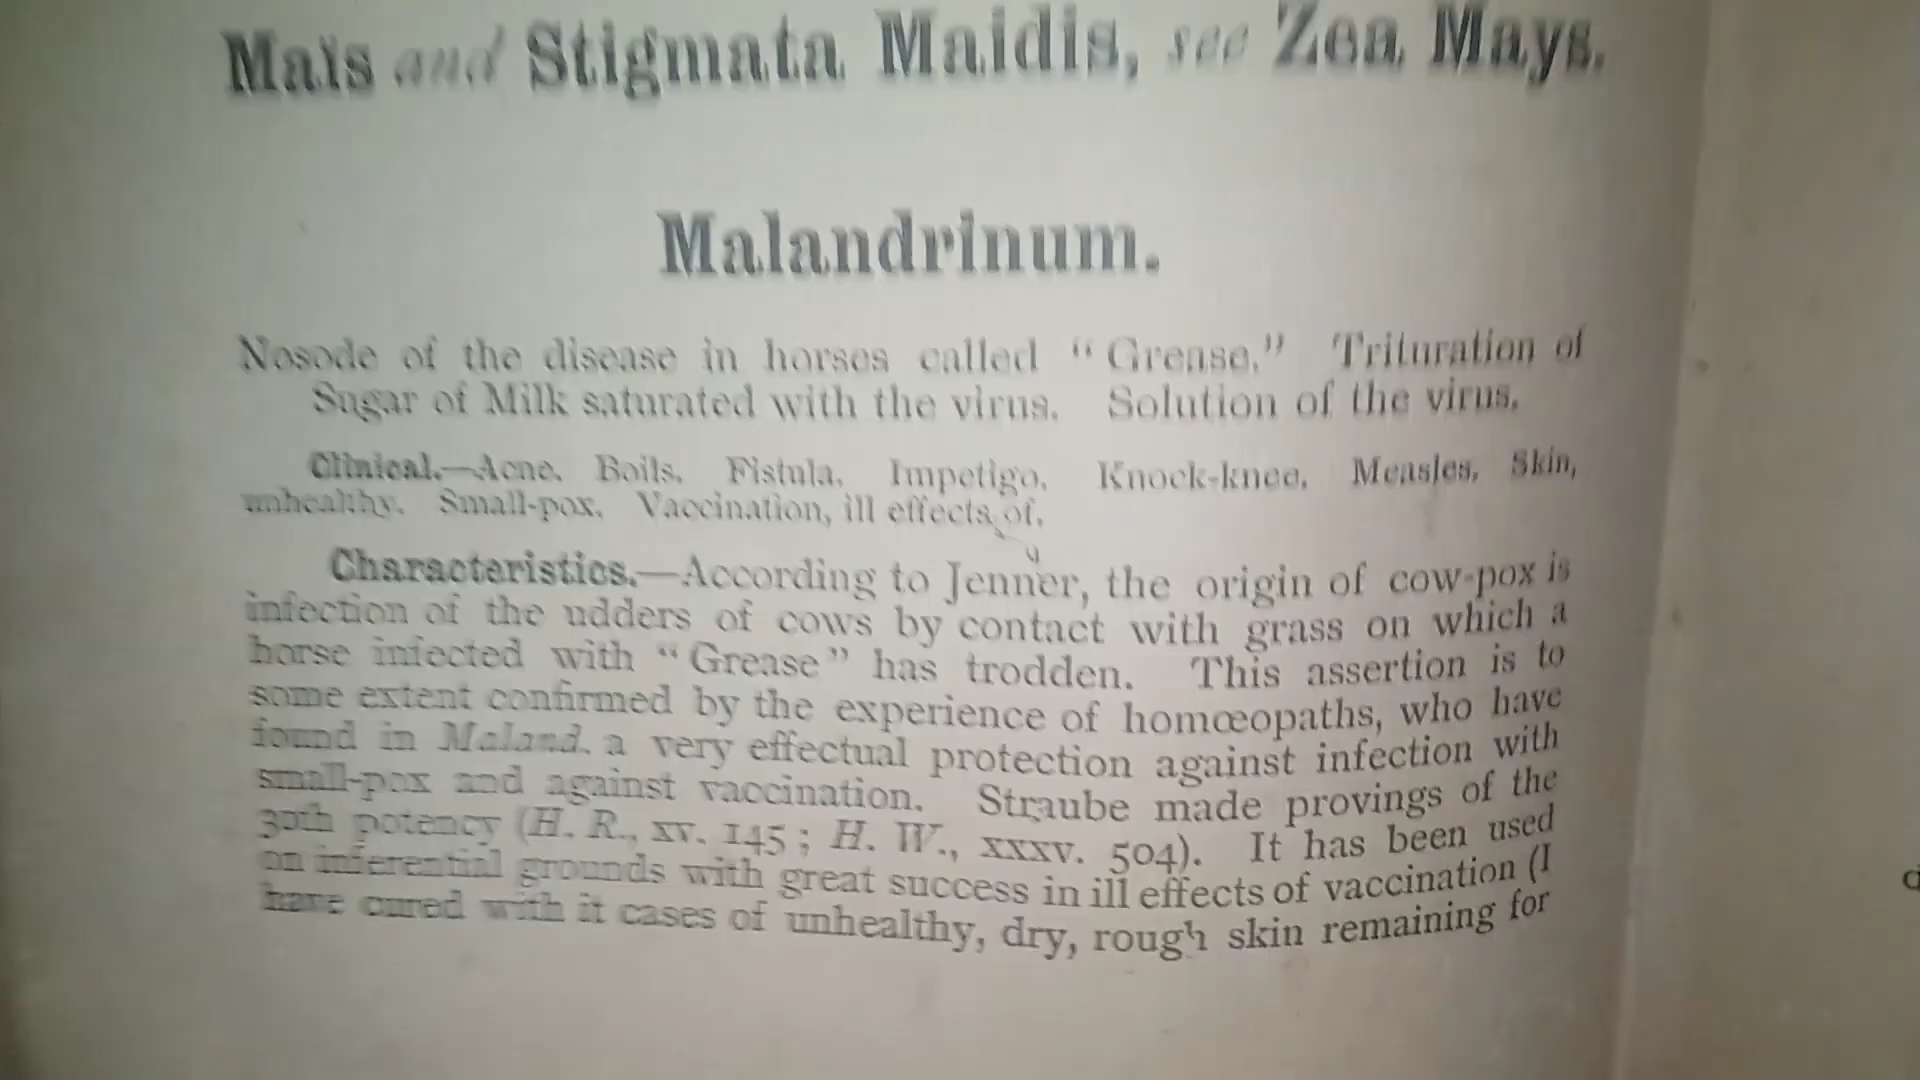 Mais and Stigmata Maidis, see Zea Mays.
Malandrinum.
Nosode of the disease in horses called “Grease.” Trituration of
Sugar of Milk saturated with the virus. Solution of the virus.
Clinical.—Acne. Boils. Fistula. Impetigo. Knock-knee. Measles. Skin,
unhealthy. Small-pox. Vaccination, ill effects of.
Characteristics.—According to Jenner, the origin of cow-pox is
infection of the udders of cows by contact with grass on which a
horse infected with “Grease” has trodden. This assertion is to
some extent confirmed by the experience of homœopaths, who have
found in Maland. a very effectual protection against infection with
small-pox and against vaccination. Straube made provings of the
30th potency (H. R., xv. 145; H. W., xxxv. 504). It has been used
on inferential grounds with great success in ill effects of vaccination (I
have cured with it cases of unhealthy, dry, rough skin remaining for